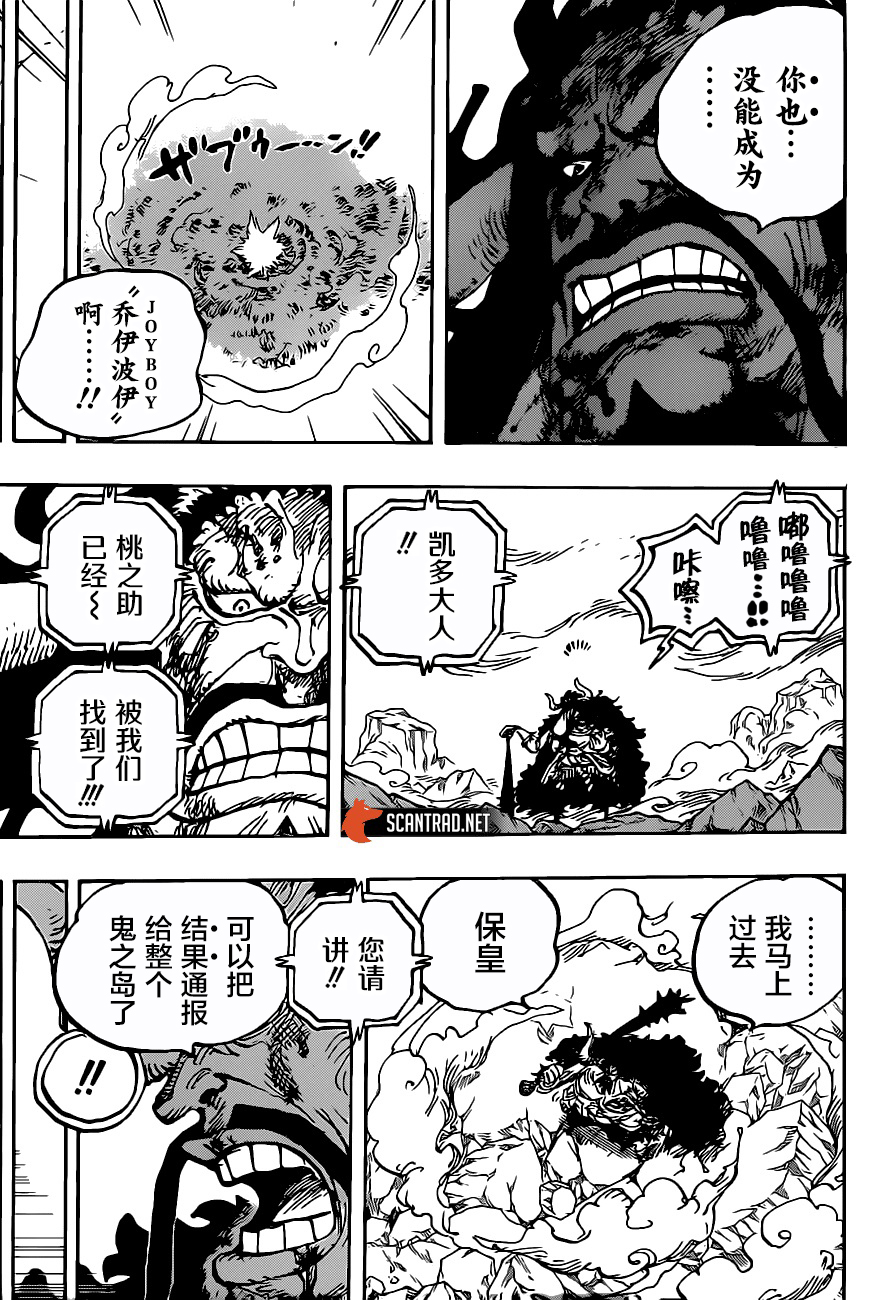 你也…
没能成为
……
ザブゥーーーン!!
JOYBOY
“乔伊波伊”
啊……!!
嘟噜噜噜
噜噜…!!
咔嚓…
凯多大人
!!
桃之助
已经~
被我们
找到了!!!
SCANTRAD.NET
………
我马上
过去
保皇
您请
讲!!
可以把
结果通报
给整个
鬼之岛了
!!